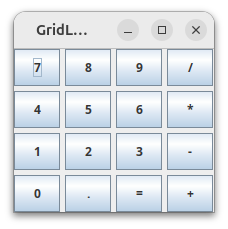 GridL...
7 8 9 /
4 5 6 *
1 2 3 -
0 . = +